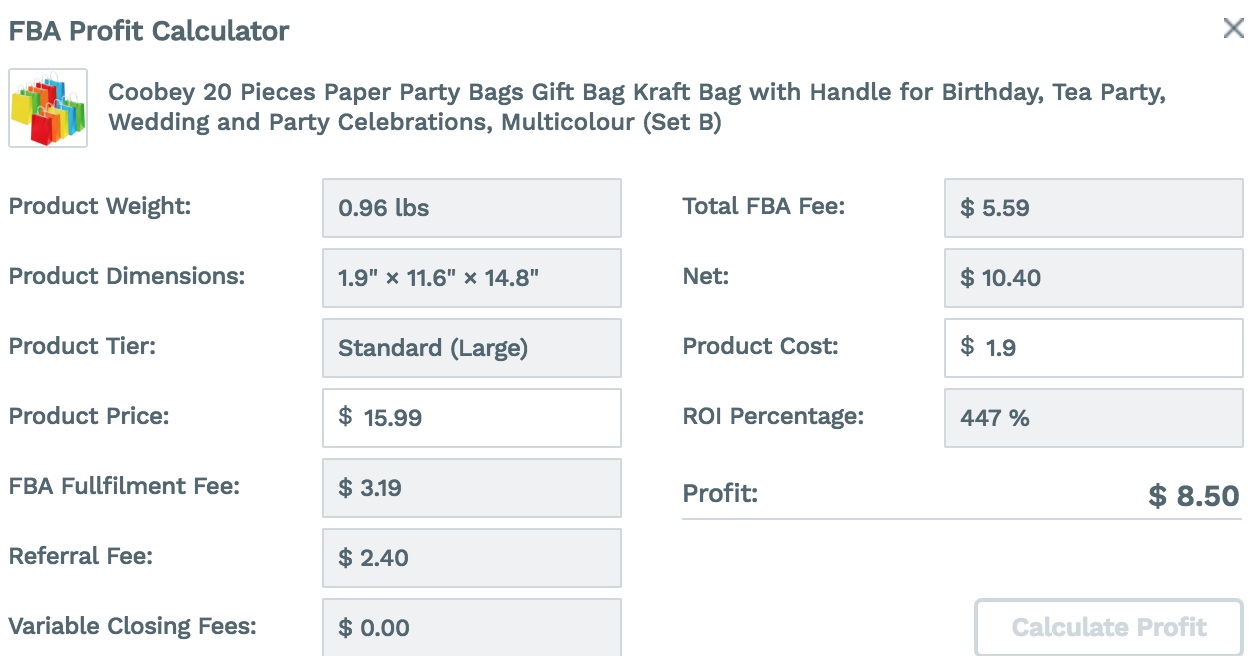 FBA Profit Calculator
Coobey 20 Pieces Paper Party Bags Gift Bag Kraft Bag with Handle for Birthday, Tea Party,
Wedding and Party Celebrations, Multicolour (Set B)
Product Weight: 0.96 lbs
Product Dimensions: 1.9" × 11.6" × 14.8"
Product Tier: Standard (Large)
Product Price: $ 15.99
FBA Fullfilment Fee: $ 3.19
Referral Fee: $ 2.40
Variable Closing Fees: $ 0.00
Total FBA Fee: $ 5.59
Net: $ 10.40
Product Cost: $ 1.9
ROI Percentage: 447 %
Profit: $ 8.50
Calculate Profit